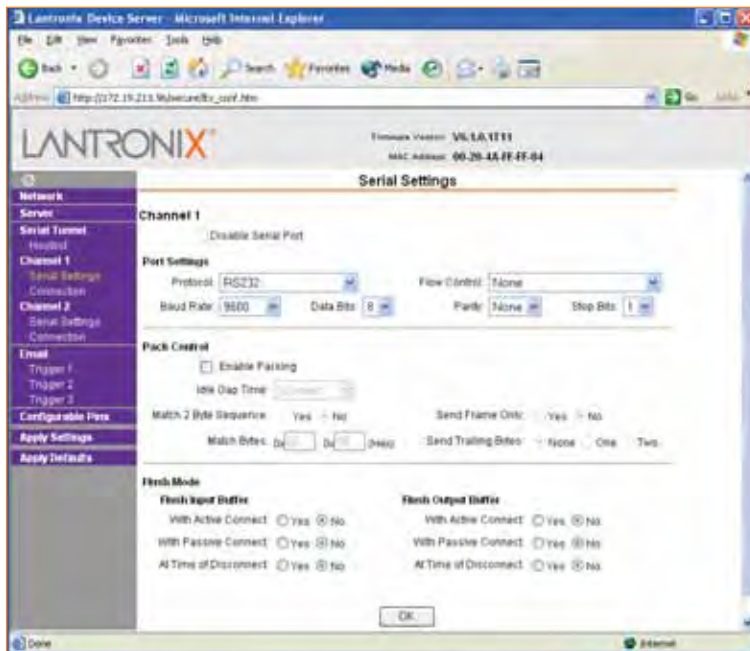 Lantronix Device Server - Microsoft Internet Explorer
File Edit View Favorites Tools Help
Back Search Favorites Media
Address Go Links
LANTRONIX
Firmware Version: V6.1.0.1T11
MAC Address: 00-20-4A-FF-FF-04
Serial Settings
Network
Server
Serial Tunnel
Hostlist
Channel 1
Serial Settings
Connection
Channel 2
Serial Settings
Connection
Email
Trigger 1
Trigger 2
Trigger 3
Configurable Pins
Apply Settings
Apply Defaults
Channel 1
Disable Serial Port
Port Settings
Protocol: RS232 Flow Control: None
Baud Rate: 9600 Data Bits: 8 Parity: None Stop Bits: 1
Pack Control
Enable Packing
Idle Gap Time:
Match 2 Byte Sequence: Yes No Send Frame Only: Yes No
Match Bytes: 0x 0x (Hex) Send Trailing Bytes: None One Two
Flush Mode
Flush Input Buffer Flush Output Buffer
With Active Connect: Yes No With Active Connect: Yes No
With Passive Connect: Yes No With Passive Connect: Yes No
At Time of Disconnect: Yes No At Time of Disconnect: Yes No
OK
Done Internet